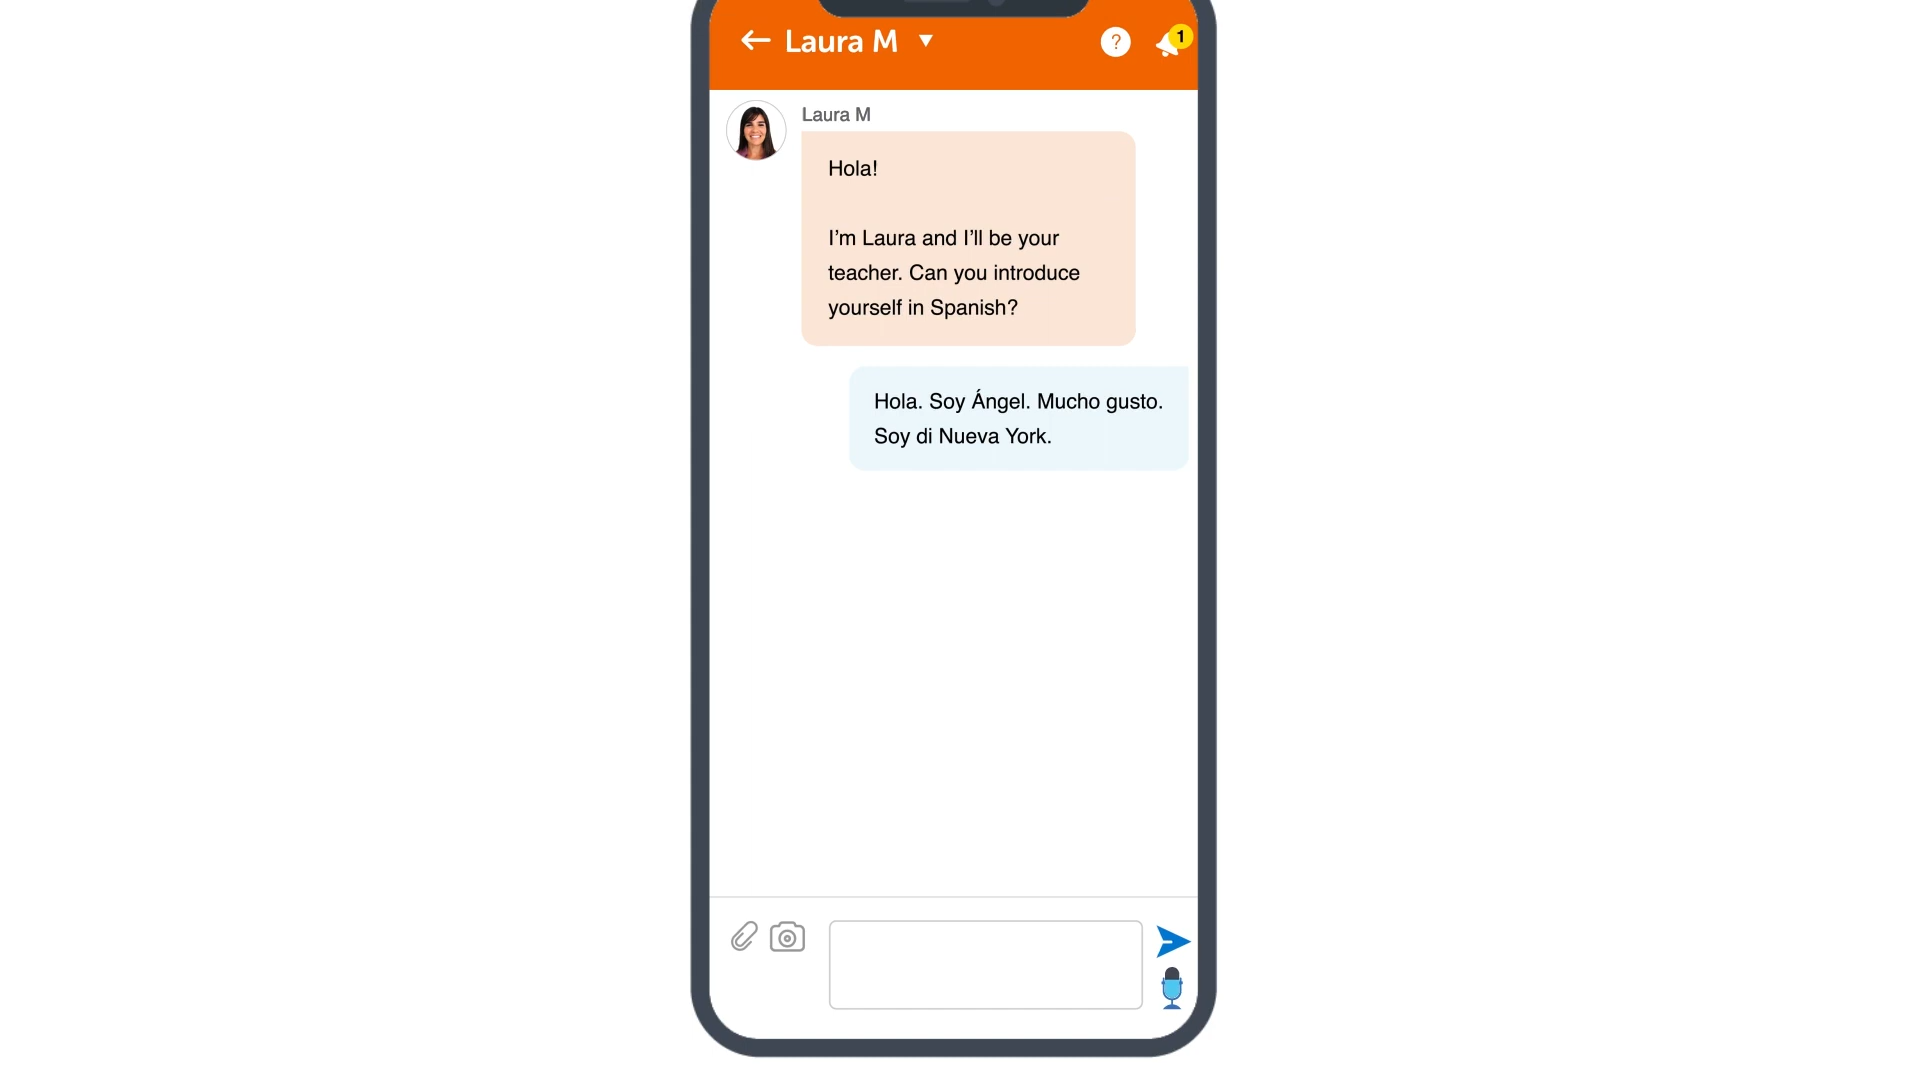 Laura M
?
1
Laura M
Hola!
I’m Laura and I’ll be your
teacher. Can you introduce
yourself in Spanish?
Hola. Soy Ángel. Mucho gusto.
Soy di Nueva York.